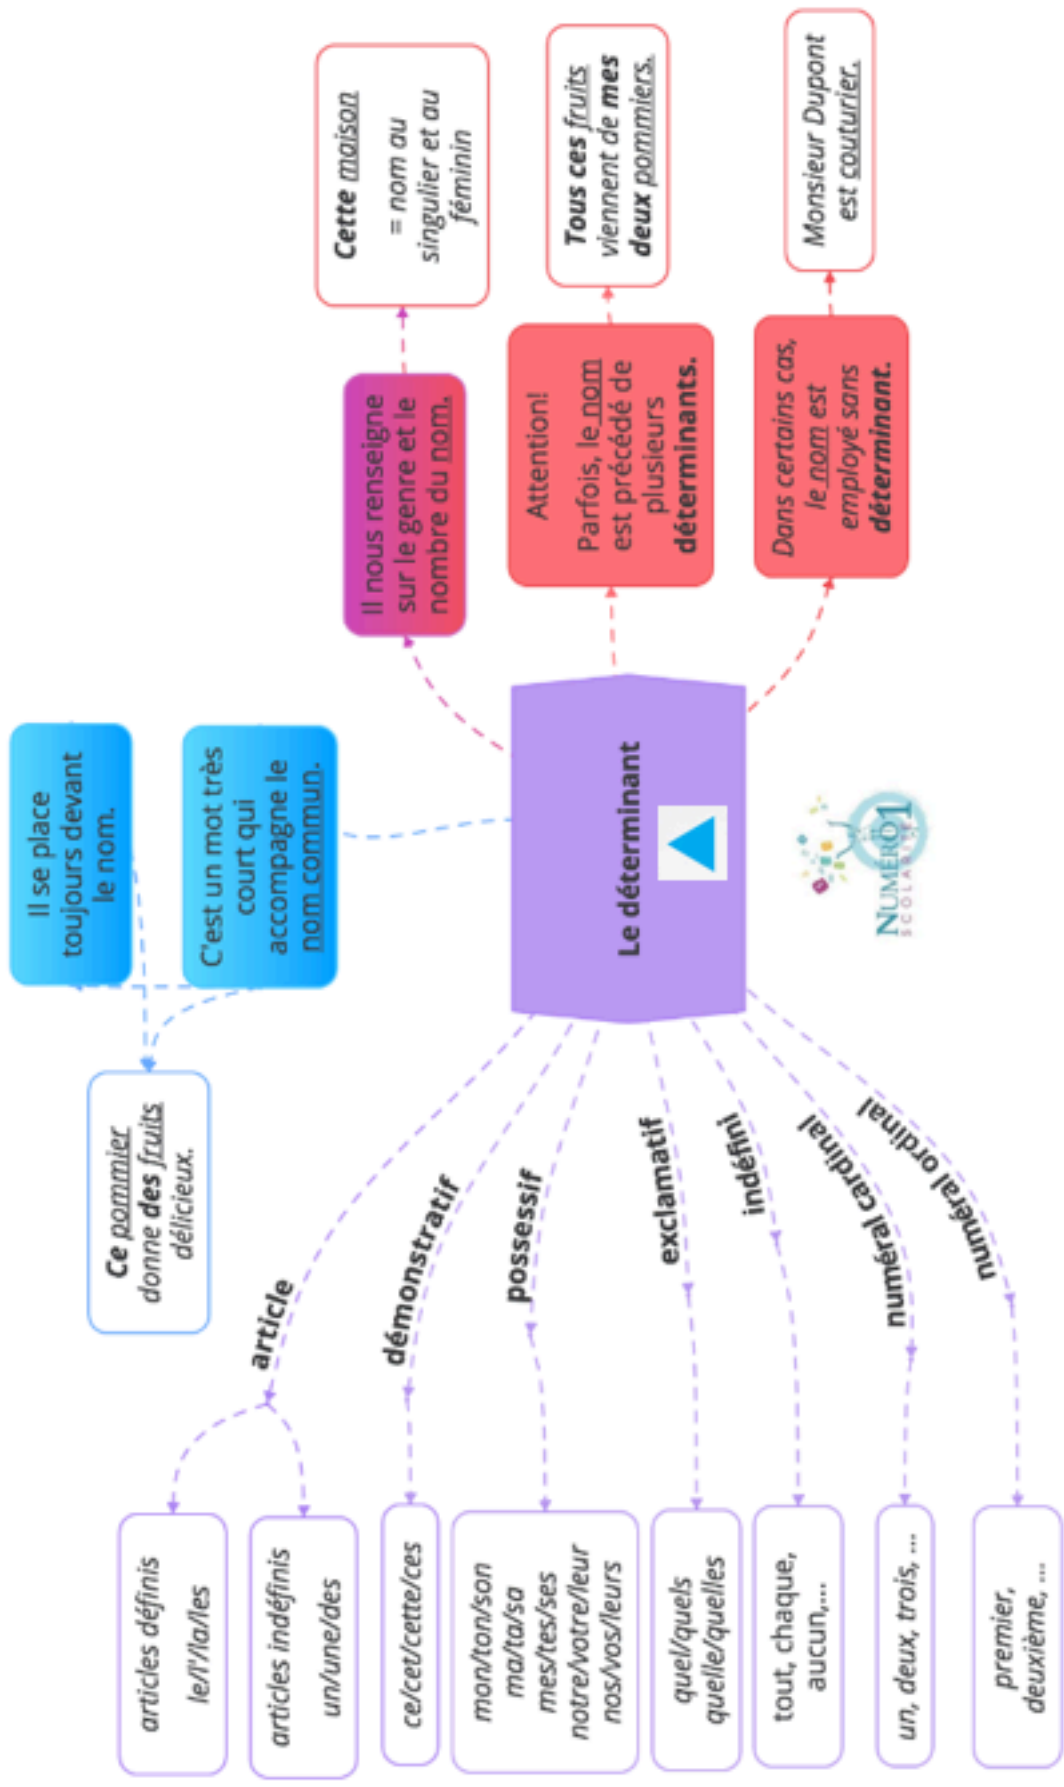 Il se place
toujours devant
le nom.
C'est un mot très
court qui
accompagne le
nom commun.
Ce pommier
donne des fruits
délicieux.
Il nous renseigne
sur le genre et le
nombre du nom.
Cette maison
= nom au
singulier et au
féminin
Attention!
Parfois, le nom
est précédé de
plusieurs
déterminants.
Tous ces fruits
viennent de mes
deux pommiers.
Dans certains cas,
le nom est
employé sans
déterminant.
Monsieur Dupont
est couturier.
Le déterminant
NUMÉRO1
SCOLARITÉ
article
articles définis
le/l'/la/les
articles indéfinis
un/une/des
démonstratif
ce/cet/cette/ces
possessif
mon/ton/son
ma/ta/sa
mes/tes/ses
notre/votre/leur
nos/vos/leurs
exclamatif
quel/quels
quelle/quelles
indéfini
tout, chaque,
aucun,...
numéral cardinal
un, deux, trois, ...
numéral ordinal
premier,
deuxième, ...